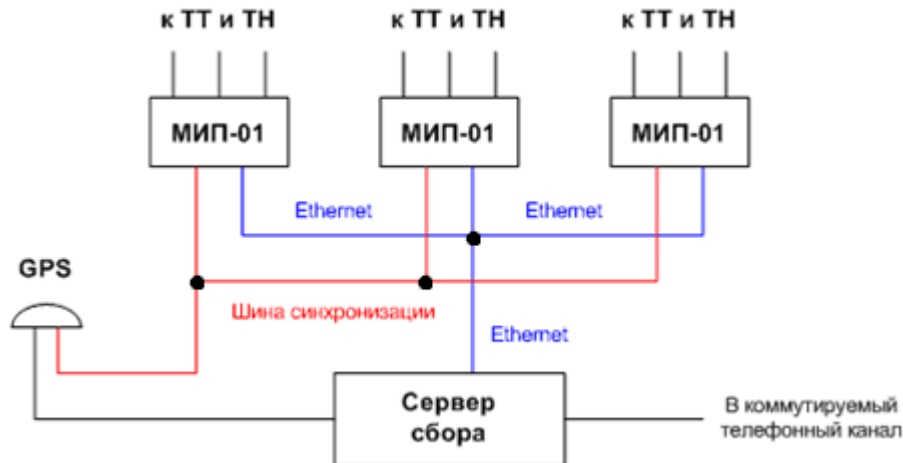 к ТТ и ТН
к ТТ и ТН
к ТТ и ТН
МИП-01
МИП-01
МИП-01
Ethernet
Ethernet
GPS
Шина синхронизации
Ethernet
Сервер
сбора
В коммутируемый
телефонный канал